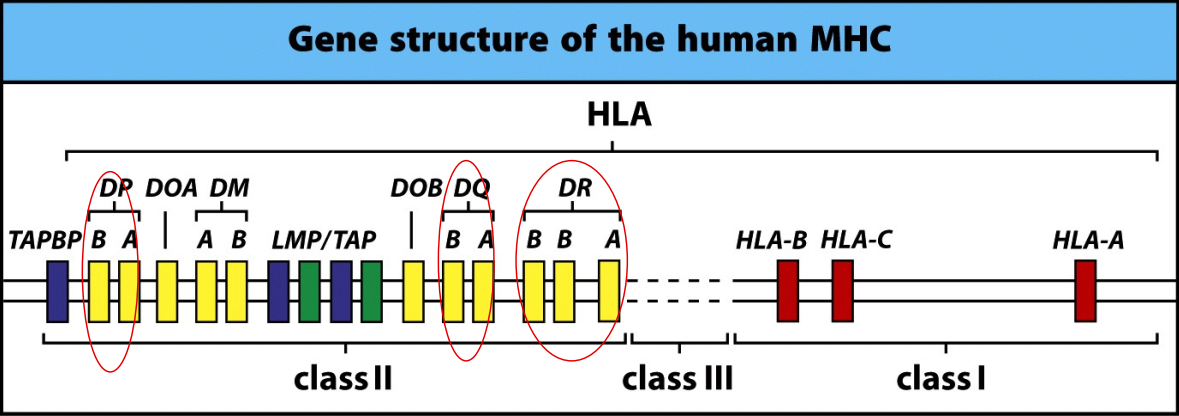 Gene structure of the human MHC
HLA
DP DOA DM DOB DQ DR
TAPBP B A A B LMP/TAP B A B B A HLA-B HLA-C HLA-A
class II class III class I